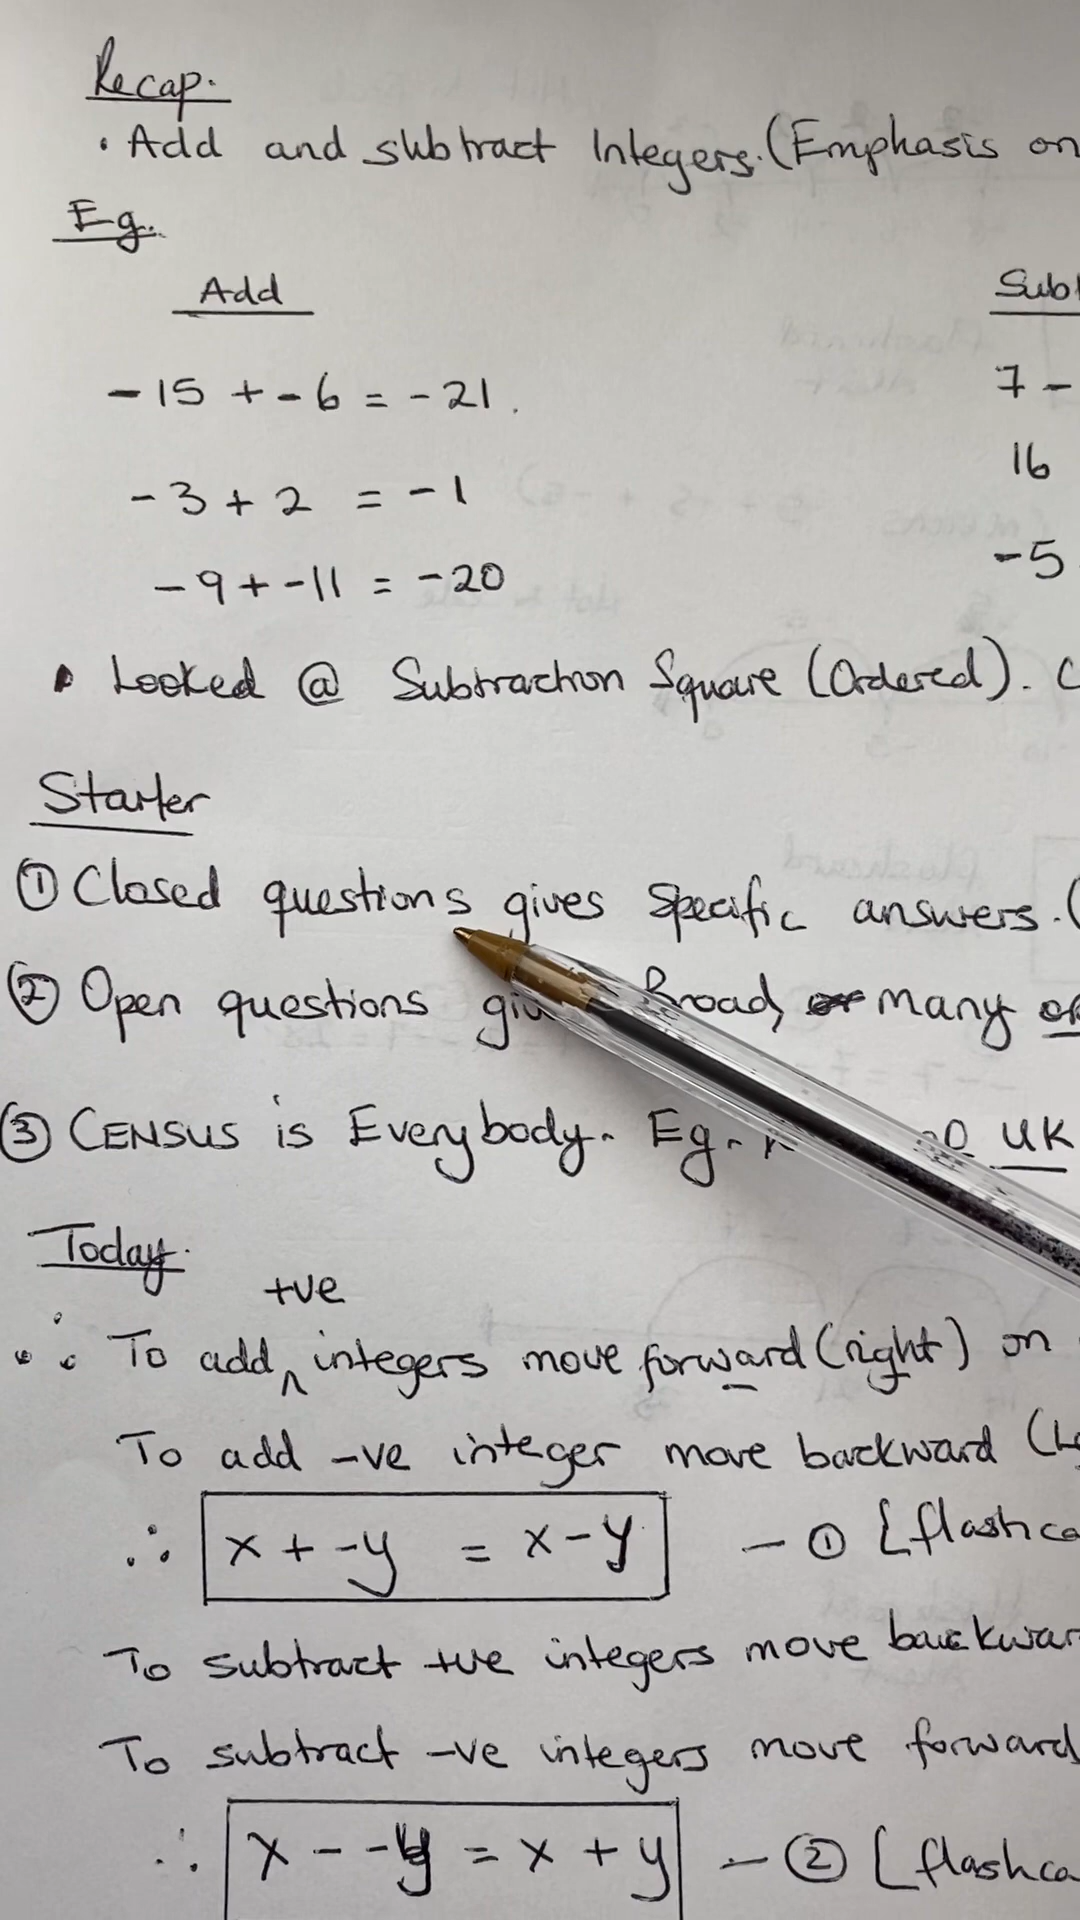 Recap.
· Add and subtract Integers. (Emphasis on
Eg.
Add
-15 + -6 = -21.
7 -
16
-3 + 2 = -1
-9 + -11 = -20
-5
· Looked @ Subtraction Square (Ordered). C
Starter
① Closed questions gives specific answers. (
② Open questions Broad, many or
③ CENSUS is Everybody. Eg. UK
Today.
+ve
∴ To add ^ integers move forward (right) on
To add -ve integer move backward (
∴ x + -y = x - y - ① [flashca
To subtract +ve integers move backwar
To subtract -ve integers move forward
∴ x - -y = x + y - ② [flashca